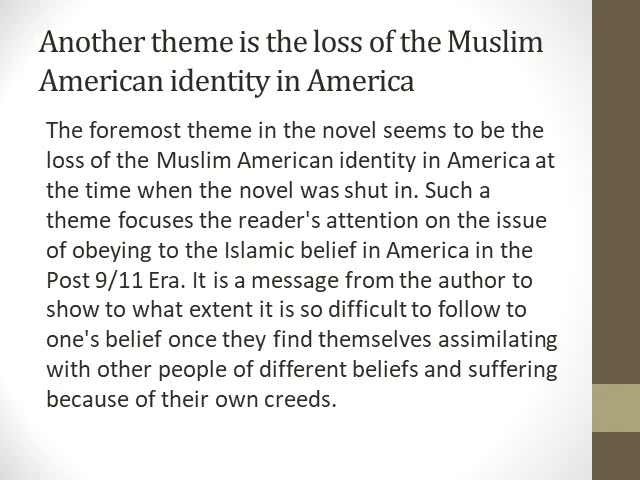 Another theme is the loss of the Muslim
American identity in America
The foremost theme in the novel seems to be the
loss of the Muslim American identity in America at
the time when the novel was shut in. Such a
theme focuses the reader's attention on the issue
of obeying to the Islamic belief in America in the
Post 9/11 Era. It is a message from the author to
show to what extent it is so difficult to follow to
one's belief once they find themselves assimilating
with other people of different beliefs and suffering
because of their own creeds.